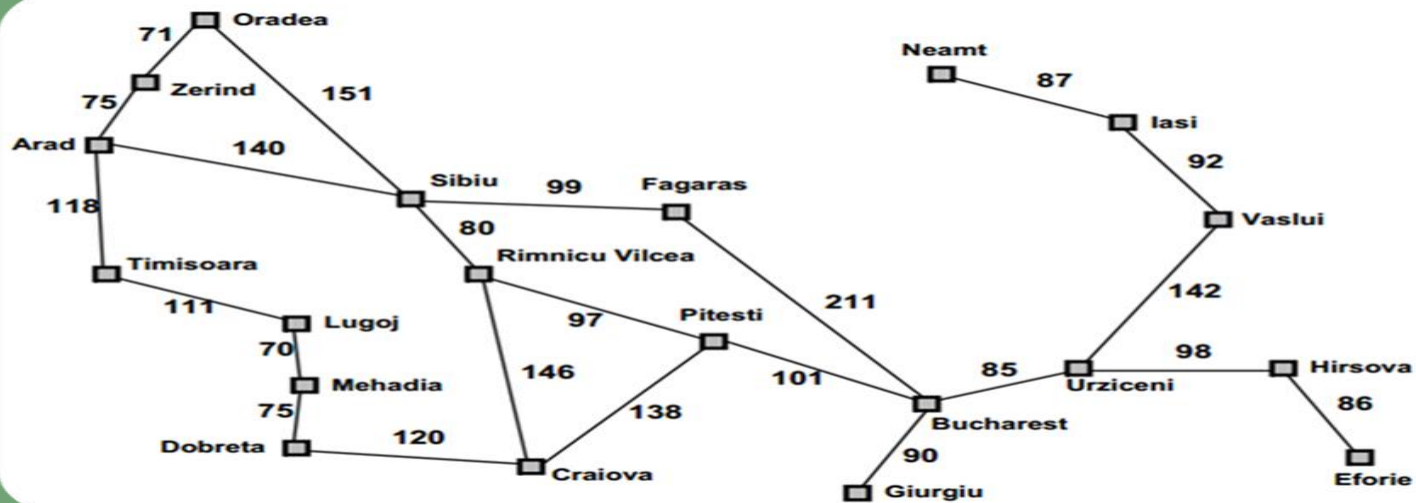 Oradea
71
Neamt
87
Zerind
151
75
Iasi
Arad
140
92
Sibiu
99
Fagaras
118
Vaslui
80
Timisoara
Rimnicu Vilcea
111
211
142
Lugoj
97
Pitesti
70
98
146
101
85
Hirsova
Mehadia
Urziceni
75
138
86
Dobreta
120
Bucharest
90
Craiova
Eforie
Giurgiu